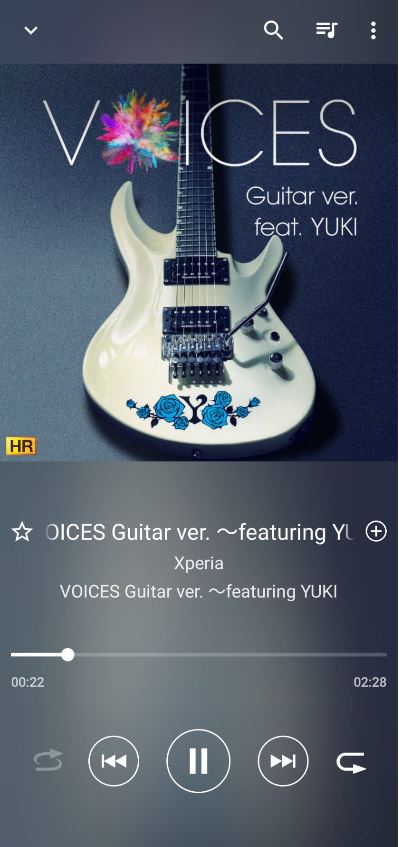 VOICES
Guitar ver.
feat. YUKI
Y
HR
OICES Guitar ver. ～featuring YU
Xperia
VOICES Guitar ver. ～featuring YUKI
00:22
02:28